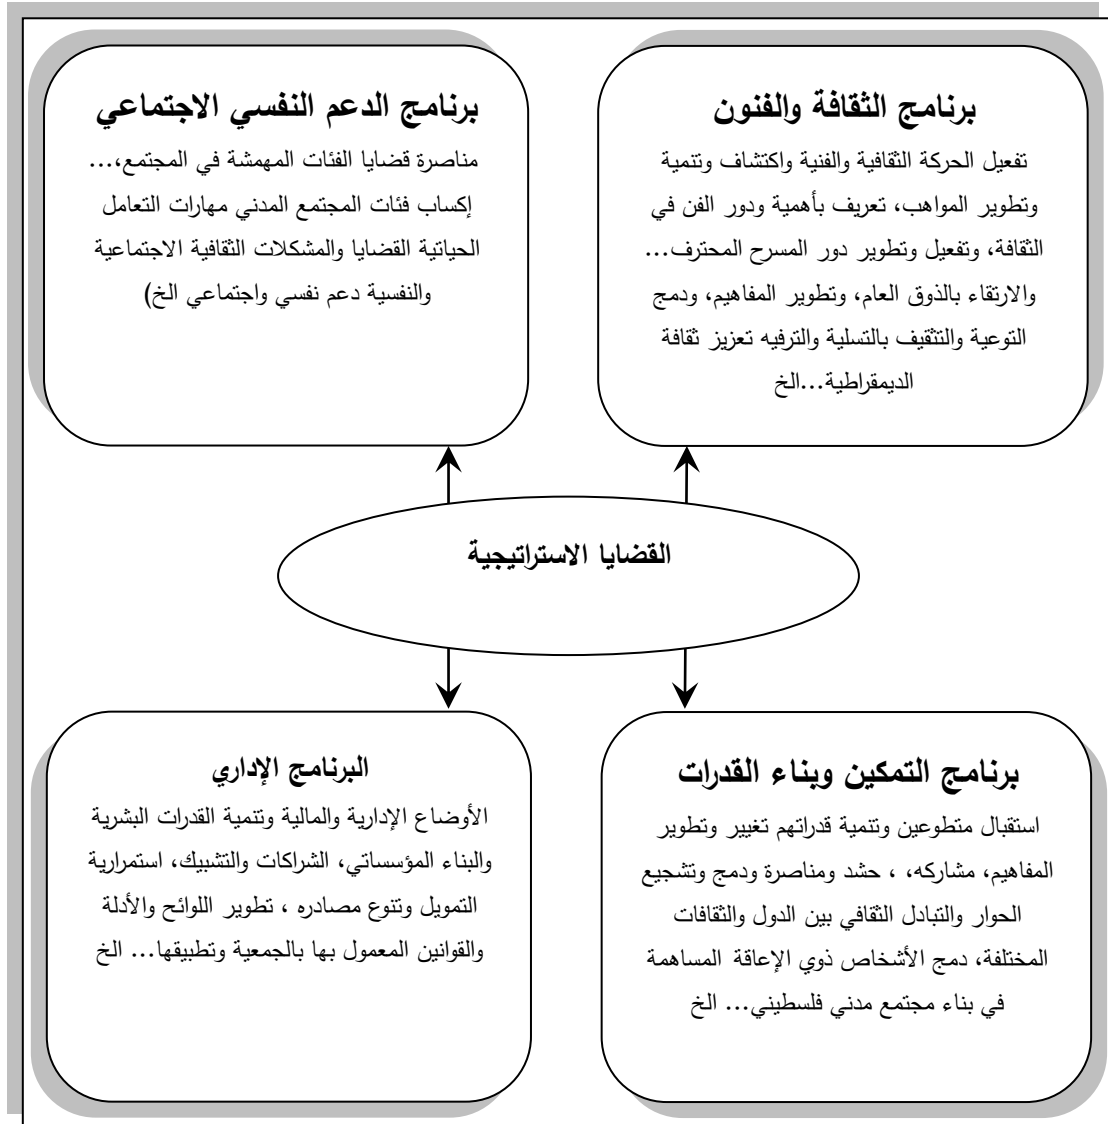 برنامج الثقافة والفنون
تفعيل الحركة الثقافية والفنية واكتشاف وتنمية
وتطوير المواهب، تعريف بأهمية ودور الفن في
الثقافة، وتفعيل وتطوير دور المسرح المحترف...
والارتقاء بالذوق العام، وتطوير المفاهيم، ودمج
التوعية والتثقيف بالتسلية والترفيه تعزيز ثقافة
الديمقراطية...الخ
برنامج الدعم النفسي الاجتماعي
مناصرة قضايا الفئات المهمشة في المجتمع،...
إكساب فئات المجتمع المدني مهارات التعامل
الحياتية القضايا والمشكلات الثقافية الاجتماعية
والنفسية دعم نفسي واجتماعي الخ)
القضايا الاستراتيجية
برنامج التمكين وبناء القدرات
استقبال متطوعين وتنمية قدراتهم تغيير وتطوير
المفاهيم، مشاركه، ، حشد ومناصرة ودمج وتشجيع
الحوار والتبادل الثقافي بين الدول والثقافات
المختلفة، دمج الأشخاص ذوي الإعاقة المساهمة
في بناء مجتمع مدني فلسطيني... الخ
البرنامج الإداري
الأوضاع الإدارية والمالية وتنمية القدرات البشرية
والبناء المؤسساتي، الشراكات والتشبيك، استمرارية
التمويل وتنوع مصادره ، تطوير اللوائح والأدلة
والقوانين المعمول بها بالجمعية وتطبيقها... الخ